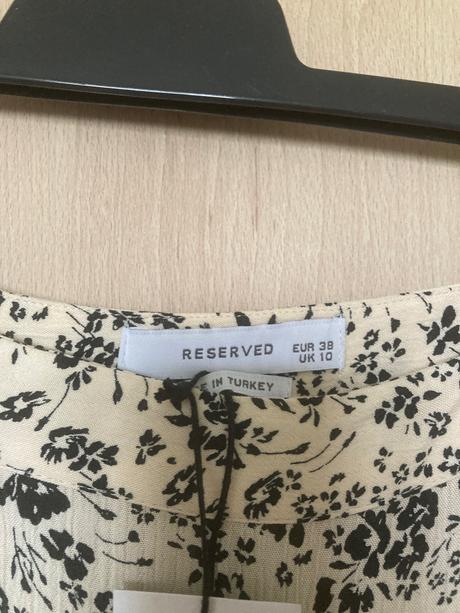 RESERVED
EUR 38
UK 10
IN TURKEY